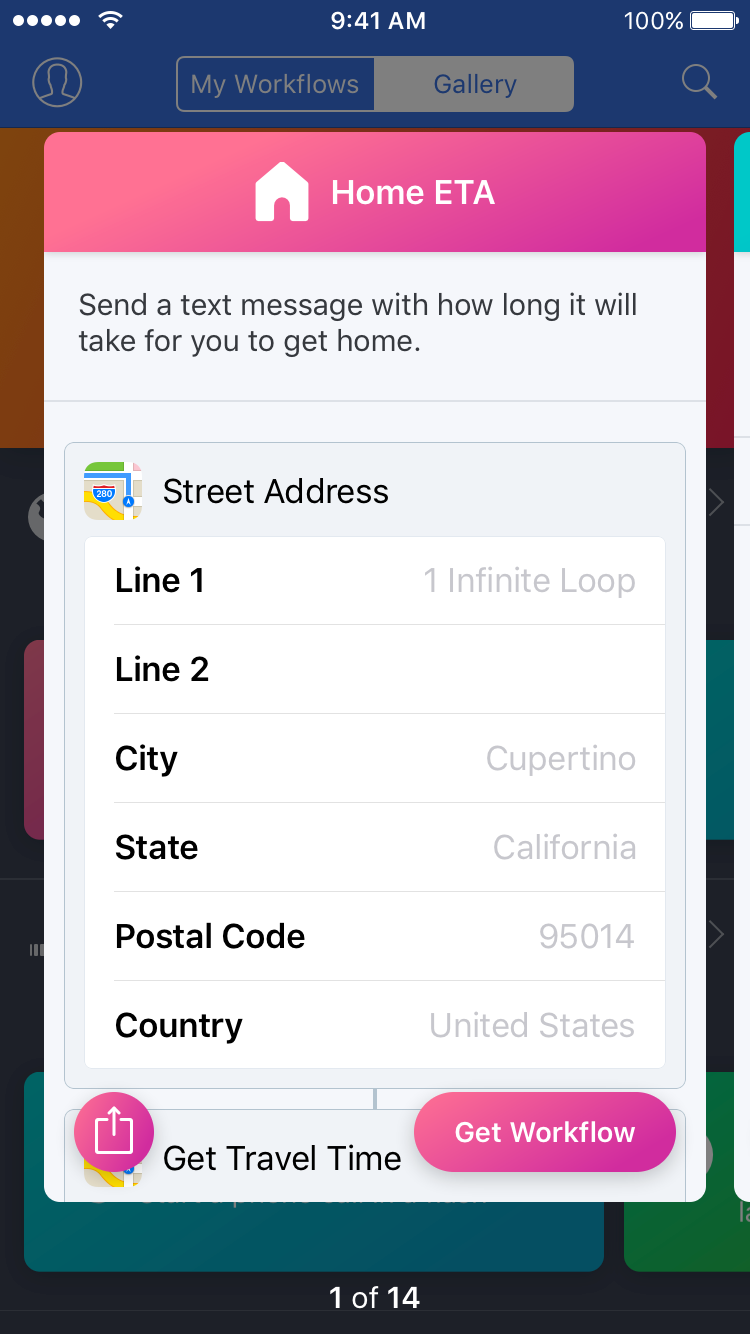 9:41 AM 100%
My Workflows Gallery
Home ETA
Send a text message with how long it will
take for you to get home.
280
Street Address
Line 1 1 Infinite Loop
Line 2
City Cupertino
State California
Postal Code 95014
Country United States
Get Travel Time
Get Workflow
1 of 14